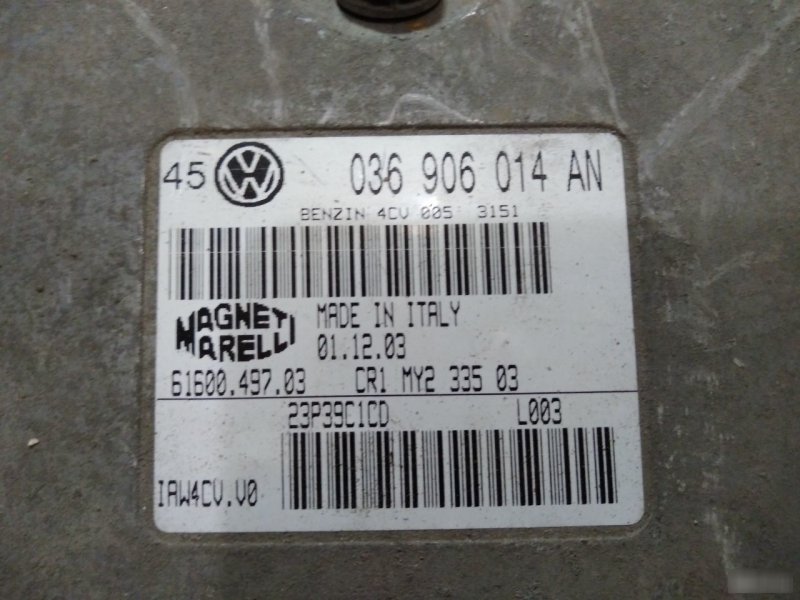 45 VW 036 906 014 AN
BENZIN 4CV 005 3151
MAGNETI
MARELLI
MADE IN ITALY
01.12.03
61600.497.03 CR1 MY2 335 03
23P39C1CD L003
IAW4CV.V0